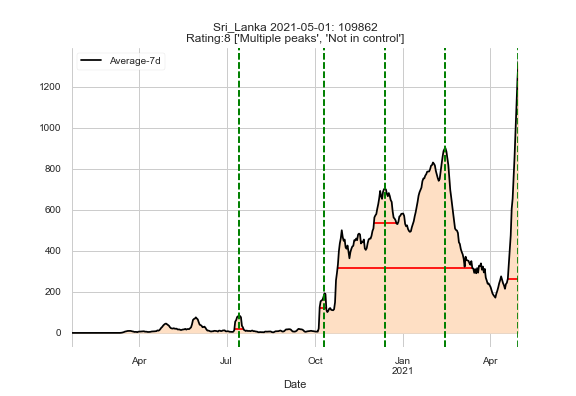 Sri_Lanka 2021-05-01: 109862
Rating:8 ['Multiple peaks', 'Not in control']
Average-7d
1200
1000
800
600
400
200
0
Apr
Jul
Oct
Jan
2021
Apr
Date